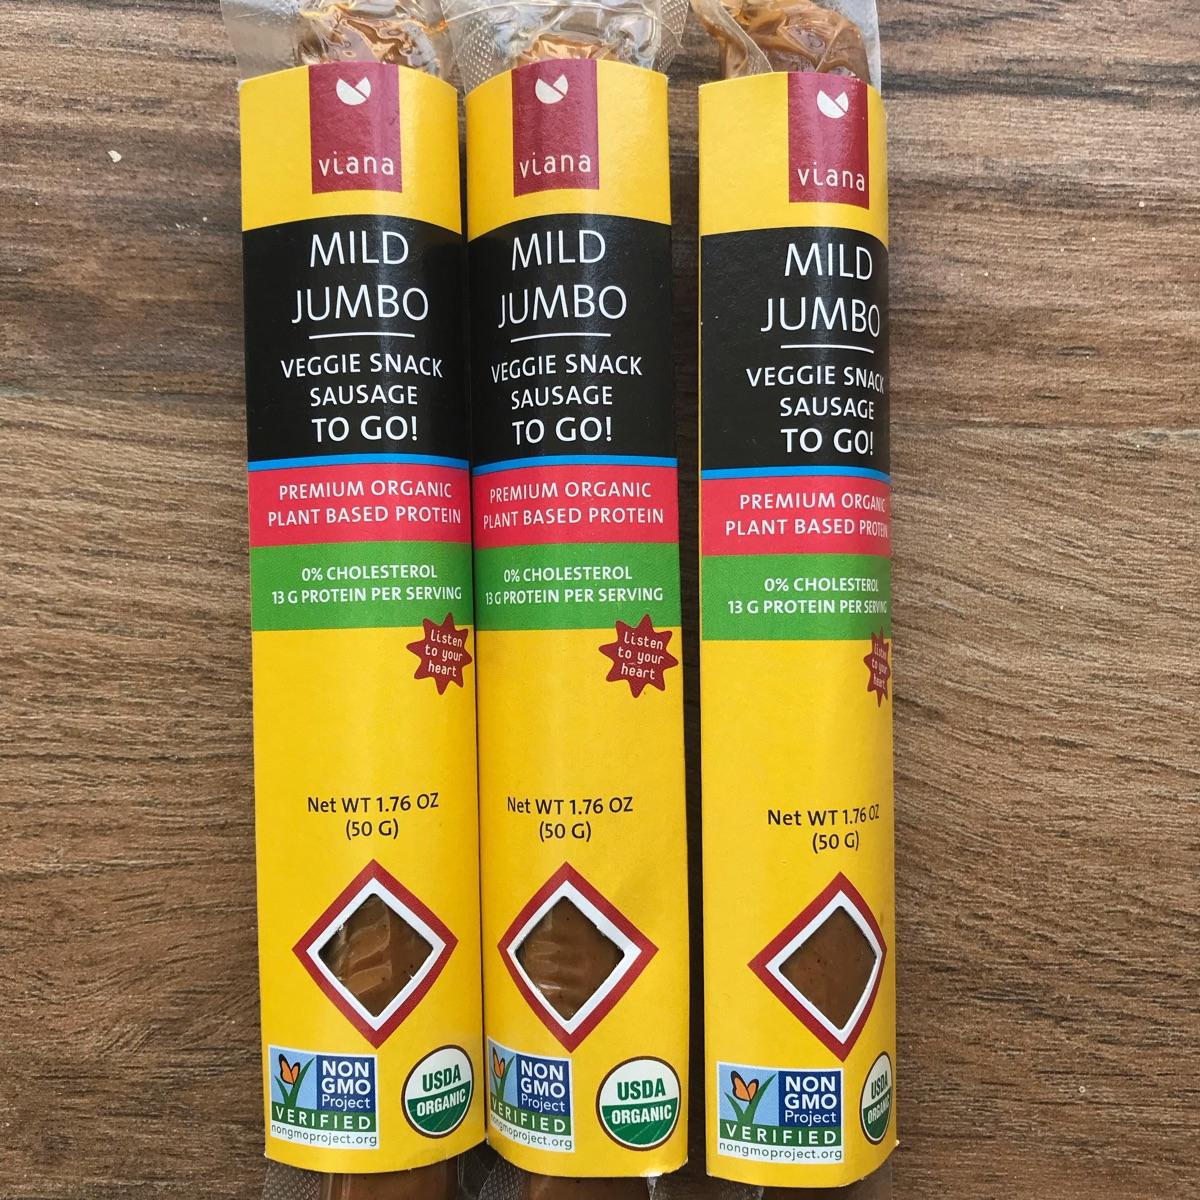 viana
MILD
JUMBO
VEGGIE SNACK
SAUSAGE
TO GO!
PREMIUM ORGANIC
PLANT BASED PROTEIN
0% CHOLESTEROL
13 G PROTEIN PER SERVING
listen
to your
heart
Net WT 1.76 OZ
(50 G)
NON
GMO
Project
VERIFIED
nongmoproject.org
USDA
ORGANIC
viana
MILD
JUMBO
VEGGIE SNACK
SAUSAGE
TO GO!
PREMIUM ORGANIC
PLANT BASED PROTEIN
0% CHOLESTEROL
13 G PROTEIN PER SERVING
listen
to your
heart
Net WT 1.76 OZ
(50 G)
NON
GMO
Project
VERIFIED
nongmoproject.org
USDA
ORGANIC
viana
MILD
JUMBO
VEGGIE SNACK
SAUSAGE
TO GO!
PREMIUM ORGANIC
PLANT BASED PROTEIN
0% CHOLESTEROL
13 G PROTEIN PER SERVING
listen
to your
heart
Net WT 1.76 OZ
(50 G)
NON
GMO
Project
VERIFIED
nongmoproject.org
USDA
ORGANIC